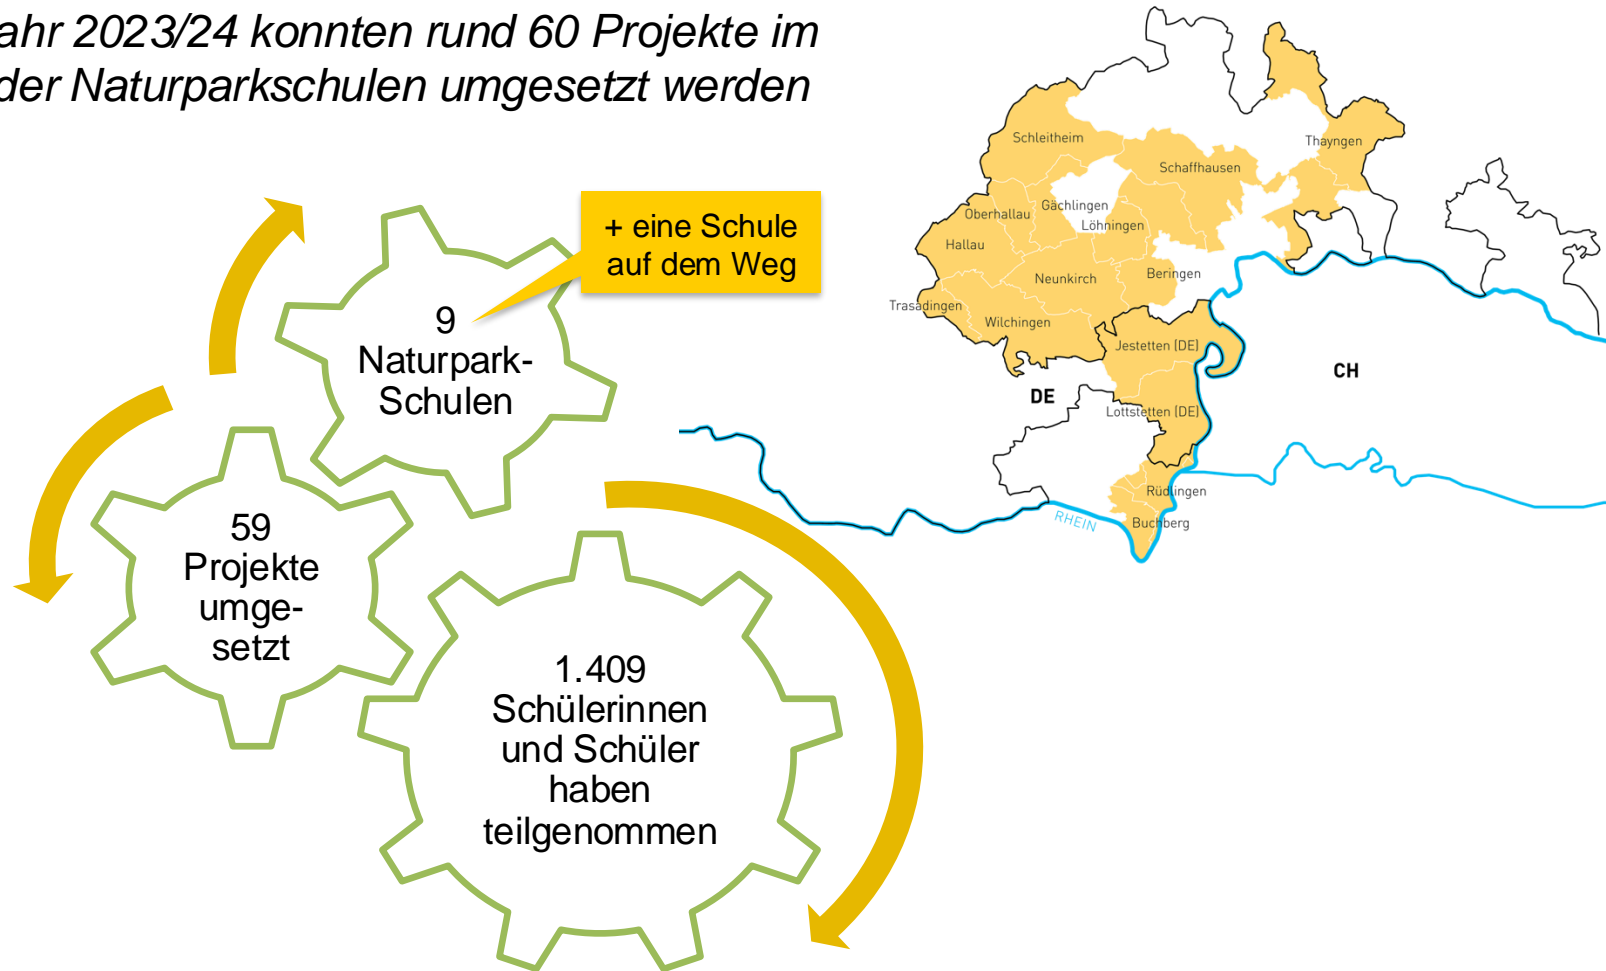 ahr 2023/24 konnten rund 60 Projekte im
der Naturparkschulen umgesetzt werden
+ eine Schule
auf dem Weg
9
Naturpark-
Schulen
59
Projekte
umge-
setzt
1.409
Schülerinnen
und Schüler
haben
teilgenommen
Schleitheim
Thayngen
Schaffhausen
Gächlingen
Oberhallau
Löhningen
Hallau
Beringen
Neunkirch
Trasadingen
Wilchingen
Jestetten (DE)
CH
DE
Lottstetten (DE)
Rüdlingen
RHEIN
Buchberg